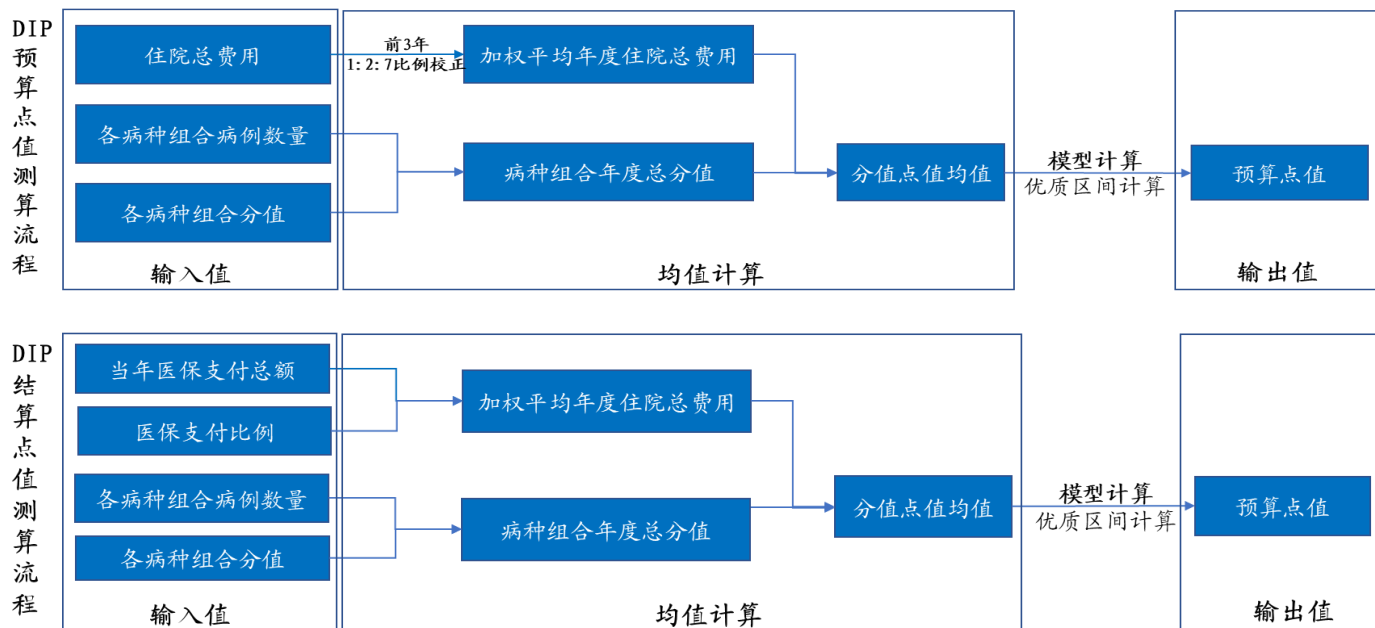 DIP
预
算
点
值
测
算
流
程
住院总费用
各病种组合病例数量
各病种组合分值
输入值
前3年
1:2:7比例校正
加权平均年度住院总费用
病种组合年度总分值
分值点值均值
均值计算
模型计算
优质区间计算
预算点值
输出值
DIP
结
算
点
值
测
算
流
程
当年医保支付总额
医保支付比例
各病种组合病例数量
各病种组合分值
输入值
加权平均年度住院总费用
病种组合年度总分值
分值点值均值
均值计算
模型计算
优质区间计算
预算点值
输出值